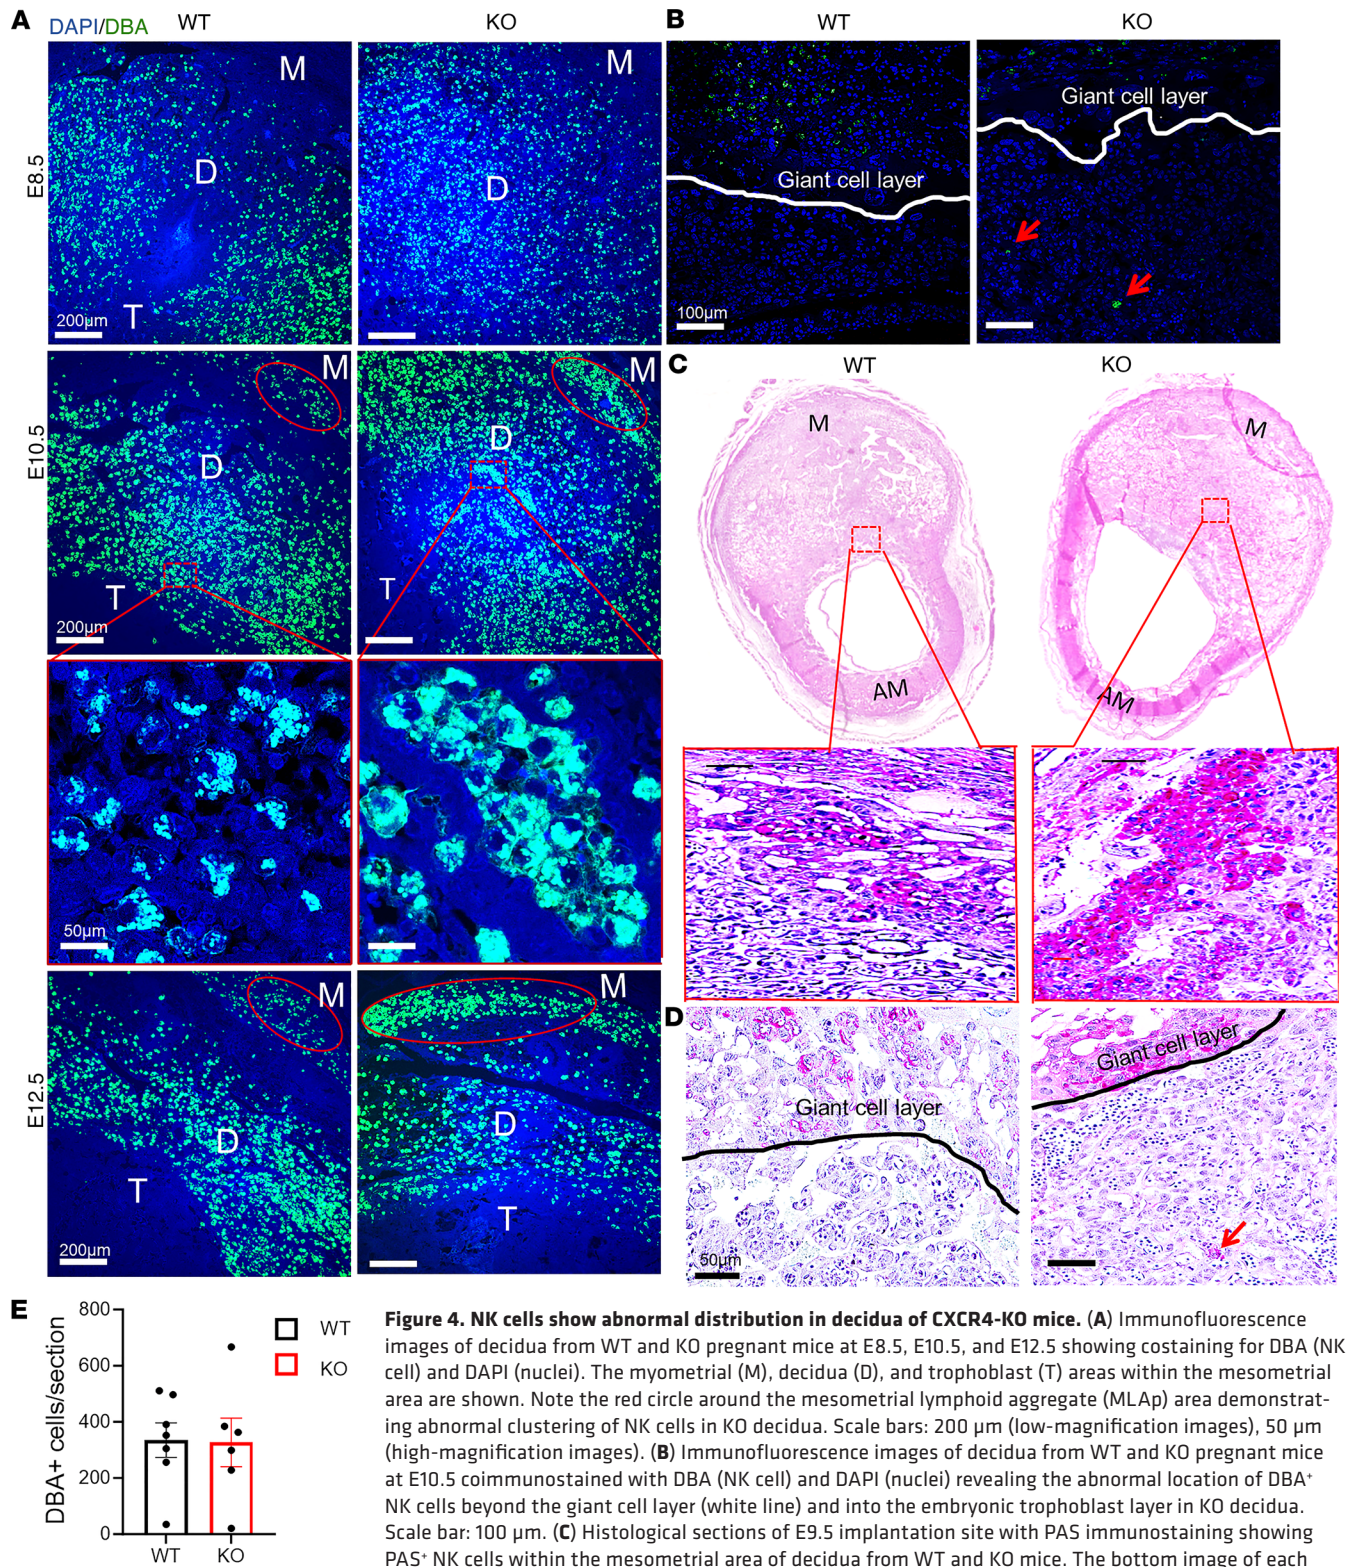 A
DAPI/DBA
WT
KO
E8.5
M
D
T
200µm
M
D
E10.5
M
D
T
200µm
M
D
T
50µm
E12.5
M
D
T
200µm
M
D
T
B
WT
KO
Giant cell layer
100µm
Giant cell layer
C
WT
KO
M
AM
M
AM
D
Giant cell layer
50µm
Giant cell layer
E
DBA+ cells/section
800
600
400
200
0
WT
KO
WT
KO
Figure 4. NK cells show abnormal distribution in decidua of CXCR4-KO mice. (A) Immunofluorescence
images of decidua from WT and KO pregnant mice at E8.5, E10.5, and E12.5 showing costaining for DBA (NK
cell) and DAPI (nuclei). The myometrial (M), decidua (D), and trophoblast (T) areas within the mesometrial
area are shown. Note the red circle around the mesometrial lymphoid aggregate (MLAp) area demonstrat-
ing abnormal clustering of NK cells in KO decidua. Scale bars: 200 µm (low-magnification images), 50 µm
(high-magnification images). (B) Immunofluorescence images of decidua from WT and KO pregnant mice
at E10.5 coimmunostained with DBA (NK cell) and DAPI (nuclei) revealing the abnormal location of DBA⁺
NK cells beyond the giant cell layer (white line) and into the embryonic trophoblast layer in KO decidua.
Scale bar: 100 µm. (C) Histological sections of E9.5 implantation site with PAS immunostaining showing
PAS⁺ NK cells within the mesometrial area of decidua from WT and KO mice. The bottom image of each